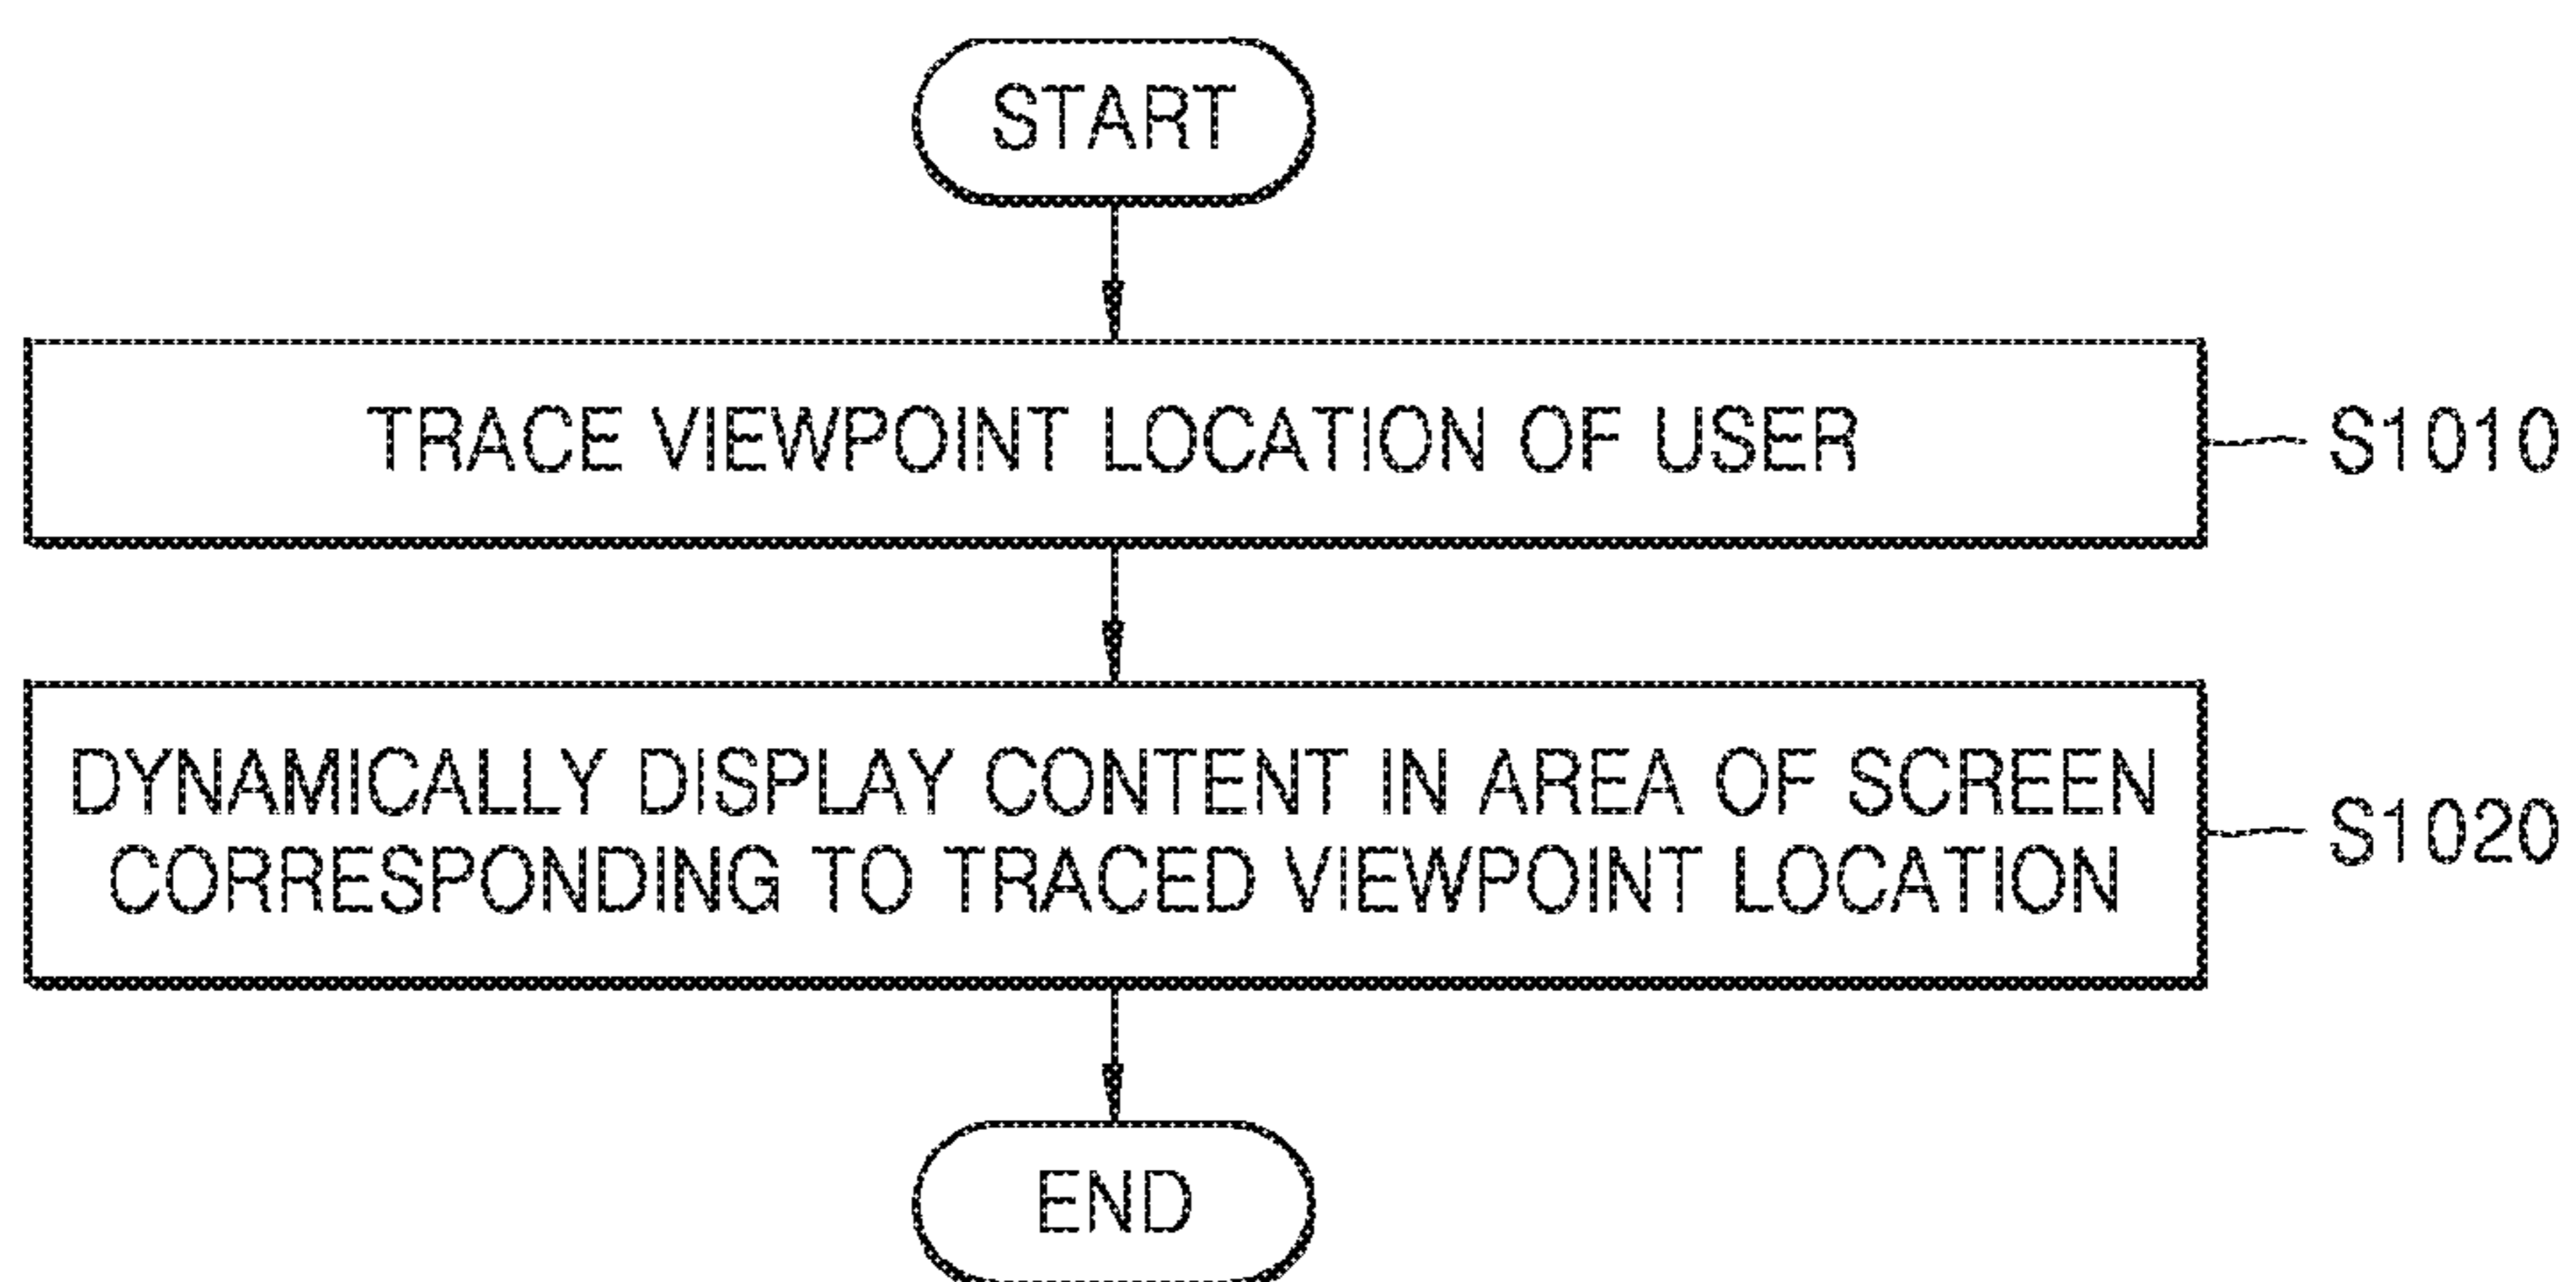 START
TRACE VIEWPOINT LOCATION OF USER
S1010
DYNAMICALLY DISPLAY CONTENT IN AREA OF SCREEN
CORRESPONDING TO TRACED VIEWPOINT LOCATION
S1020
END